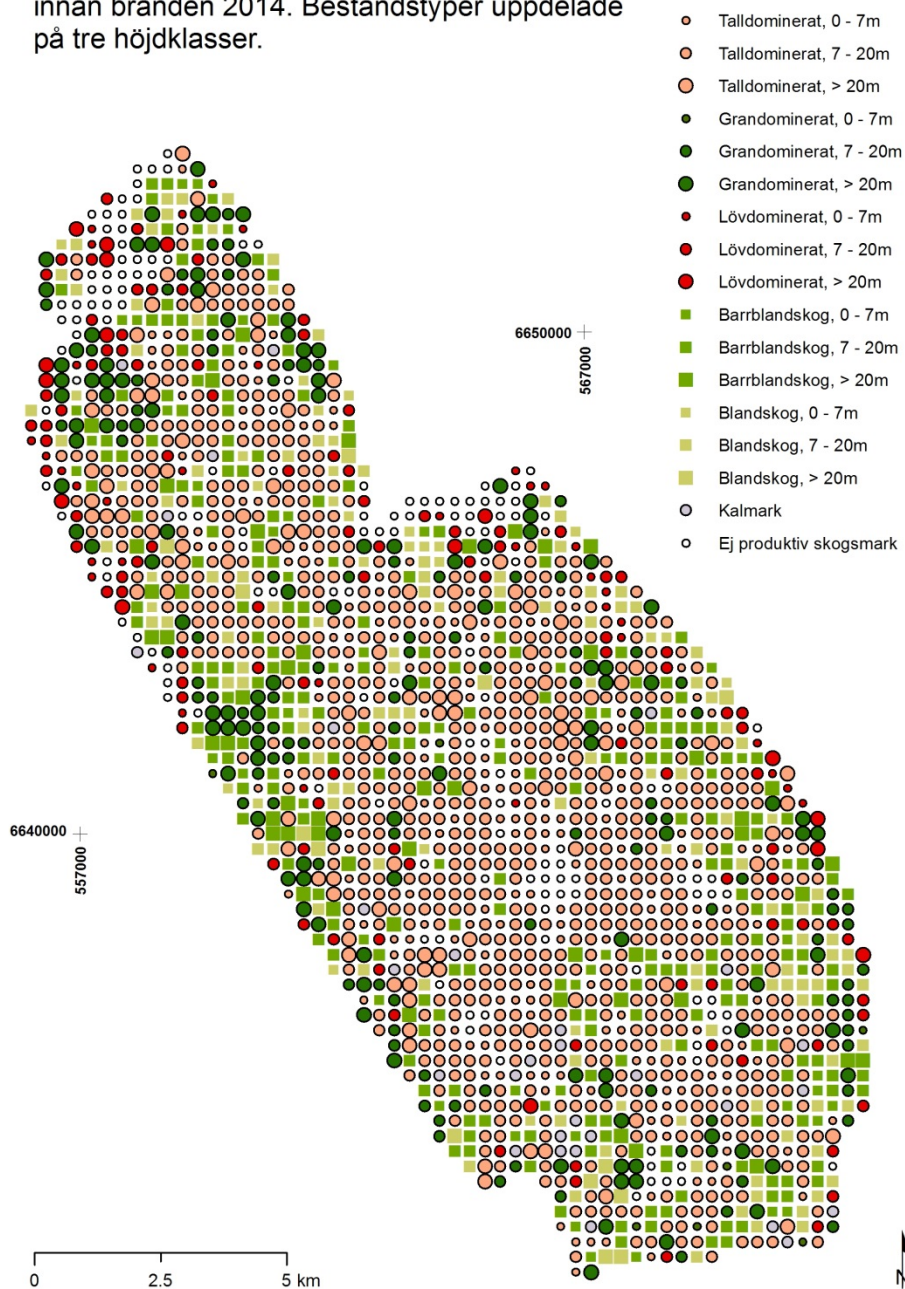 innan branden 2014. Beståndstyper uppdelade
på tre höjdklasser.
Talldominerat, 0 - 7m
Talldominerat, 7 - 20m
Talldominerat, > 20m
Grandominerat, 0 - 7m
Grandominerat, 7 - 20m
Grandominerat, > 20m
Lövdominerat, 0 - 7m
Lövdominerat, 7 - 20m
Lövdominerat, > 20m
Barrblandskog, 0 - 7m
Barrblandskog, 7 - 20m
Barrblandskog, > 20m
Blandskog, 0 - 7m
Blandskog, 7 - 20m
Blandskog, > 20m
Kalmark
Ej produktiv skogsmark
6650000
567000
6640000
557000
0 2.5 5 km